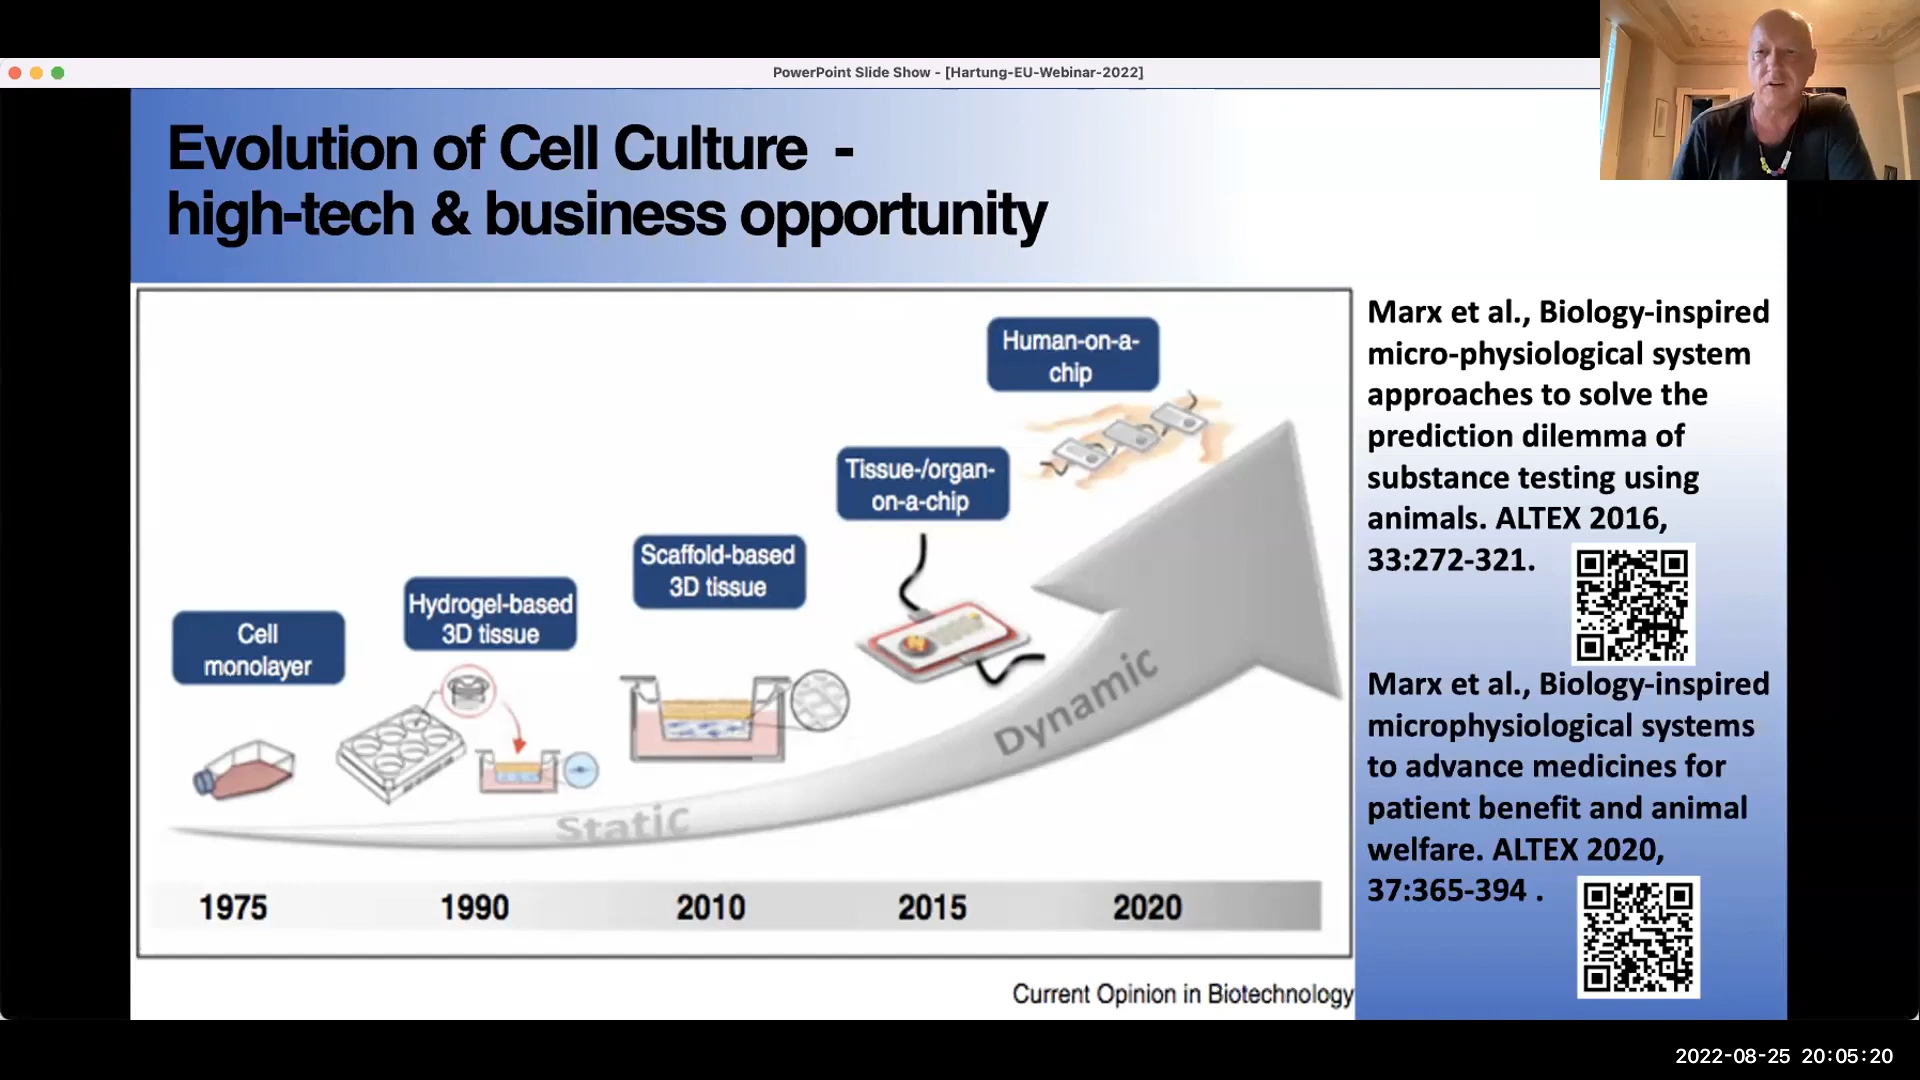 PowerPoint Slide Show - [Hartung-EU-Webinar-2022]
Evolution of Cell Culture -
high-tech & business opportunity
Human-on-a-
chip
Tissue-/organ-
on-a-chip
Scaffold-based
3D tissue
Hydrogel-based
3D tissue
Cell
monolayer
Static
Dynamic
1975
1990
2010
2015
2020
Current Opinion in Biotechnology
Marx et al., Biology-inspired
micro-physiological system
approaches to solve the
prediction dilemma of
substance testing using
animals. ALTEX 2016,
33:272-321.
Marx et al., Biology-inspired
microphysiological systems
to advance medicines for
patient benefit and animal
welfare. ALTEX 2020,
37:365-394 .
2022-08-25 20:05:20